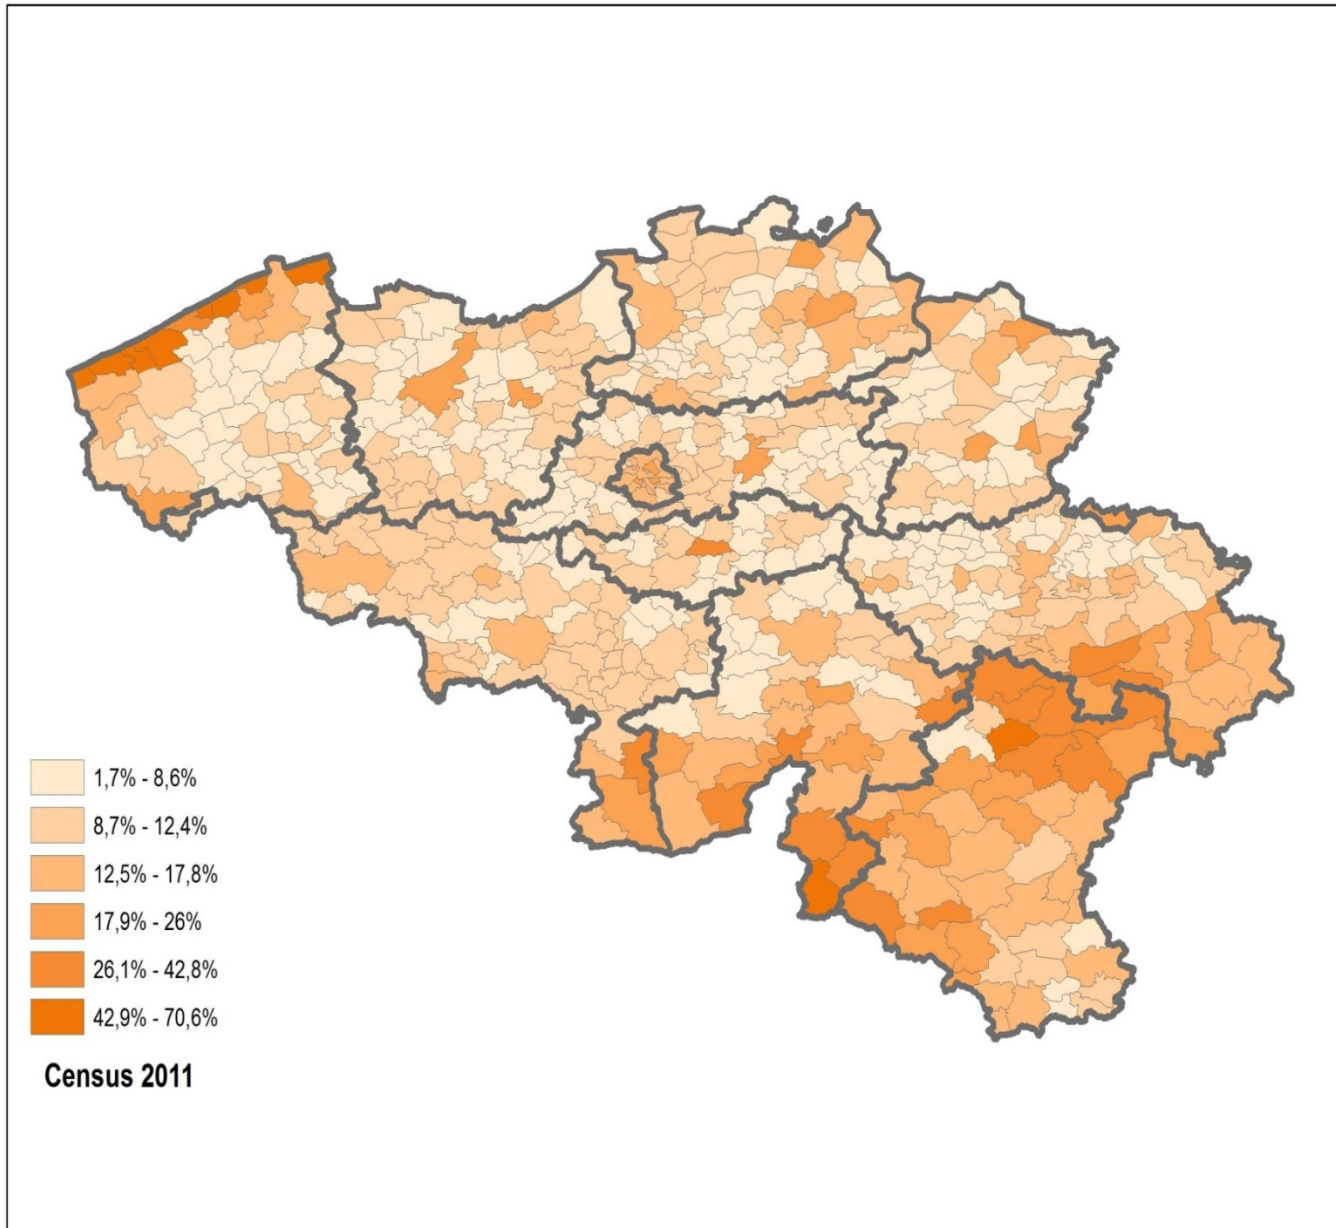 1,7% - 8,6%
8,7% - 12,4%
12,5% - 17,8%
17,9% - 26%
26,1% - 42,8%
42,9% - 70,6%
Census 2011